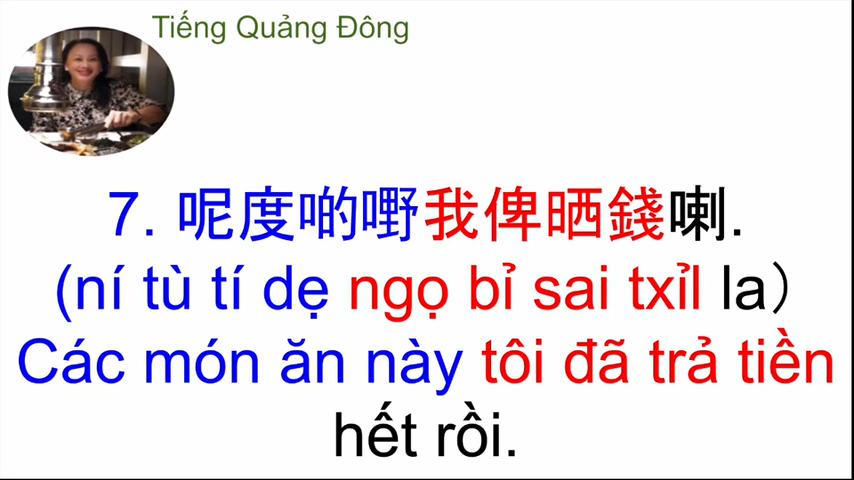 Tiếng Quảng Đông
7. 呢度啲嘢我俾晒錢喇.
(ní tù tí dẹ ngọ bỉ sai txỉl la）
Các món ăn này tôi đã trả tiền
hết rồi.